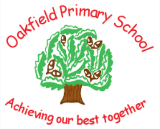 Oakfield Primary School
Achieving our best together